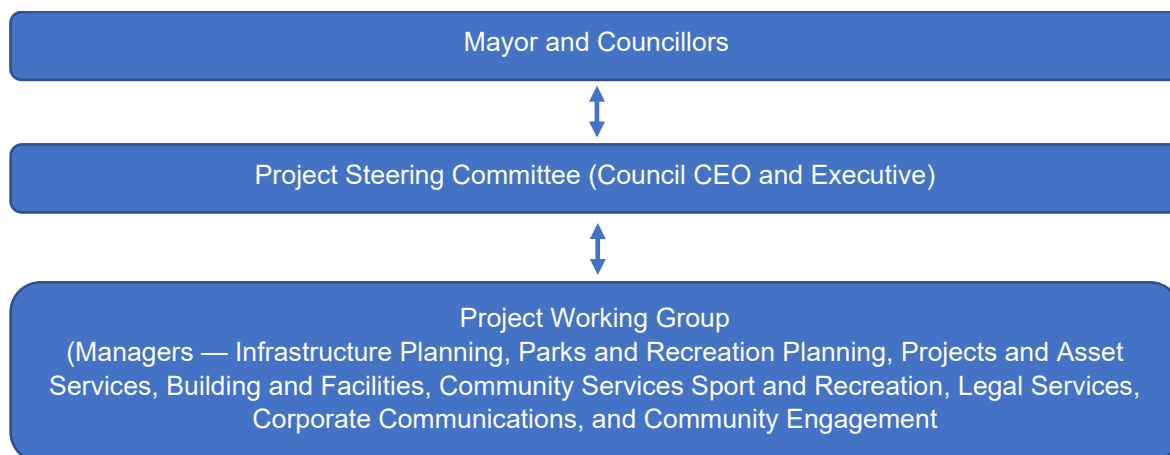 Mayor and Councillors
Project Steering Committee (Council CEO and Executive)
Project Working Group
(Managers — Infrastructure Planning, Parks and Recreation Planning, Projects and Asset
Services, Building and Facilities, Community Services Sport and Recreation, Legal Services,
Corporate Communications, and Community Engagement